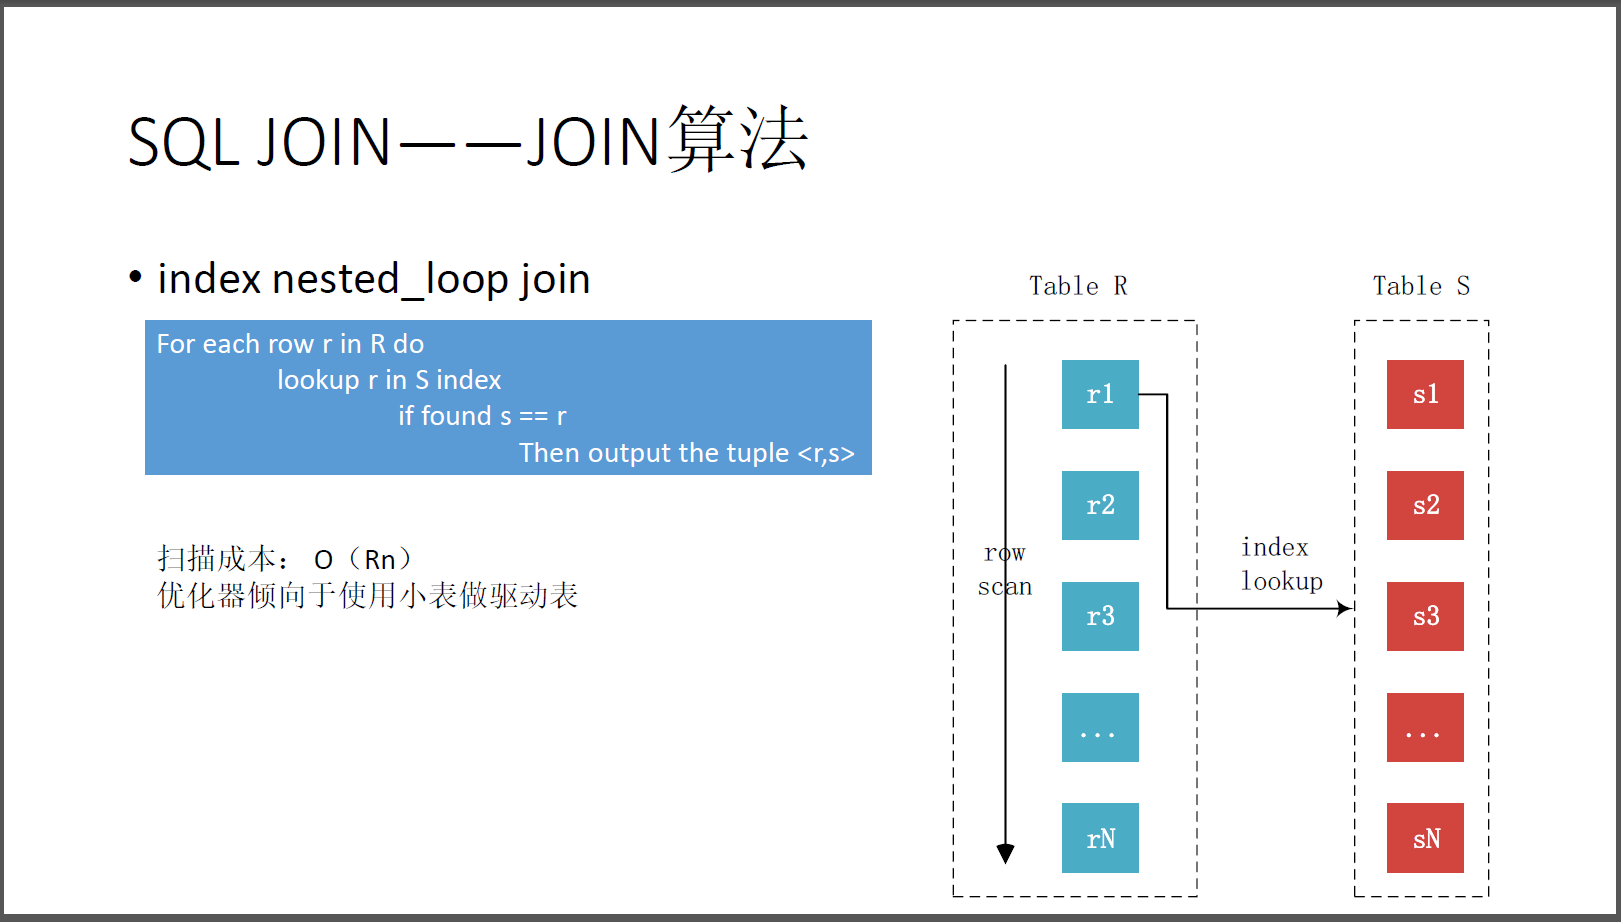 SQL JOIN——JOIN算法
• index nested_loop join
For each row r in R do
lookup r in S index
if found s == r
Then output the tuple <r,s>
扫描成本： O（Rn）
优化器倾向于使用小表做驱动表
Table R
Table S
r1
s1
r2
s2
row
scan
index
lookup
r3
s3
...
...
rN
sN